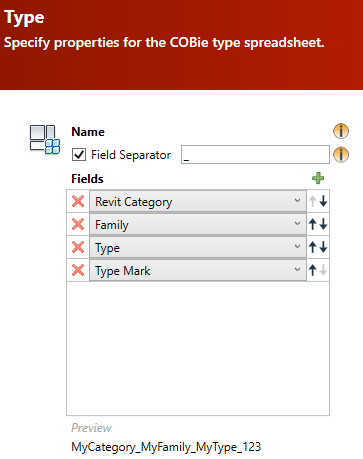 Type
Specify properties for the COBie type spreadsheet.
Name
Field Separator _
Fields
Revit Category
Family
Type
Type Mark
Preview
MyCategory_MyFamily_MyType_123